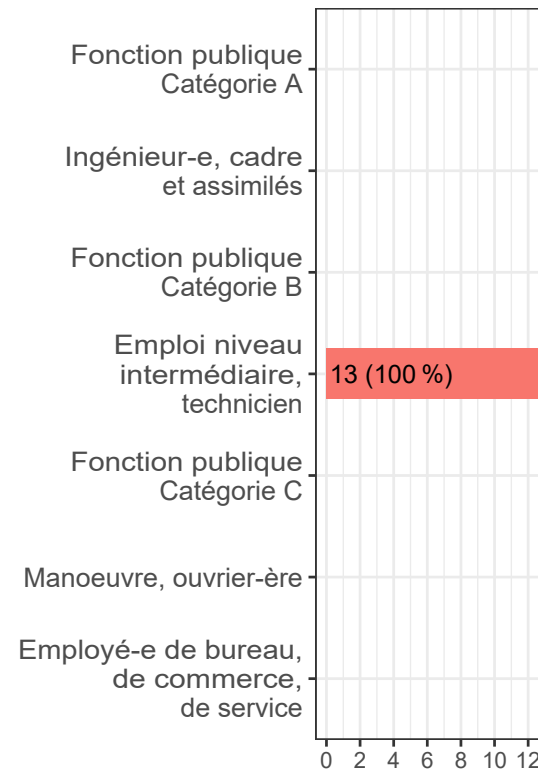 Fonction publique
Catégorie A
Ingénieur-e, cadre
et assimilés
Fonction publique
Catégorie B
Emploi niveau
intermédiaire,
technicien
13 (100 %)
Fonction publique
Catégorie C
Manoeuvre, ouvrier-ère
Employé-e de bureau,
de commerce,
de service
0 2 4 6 8 10 12